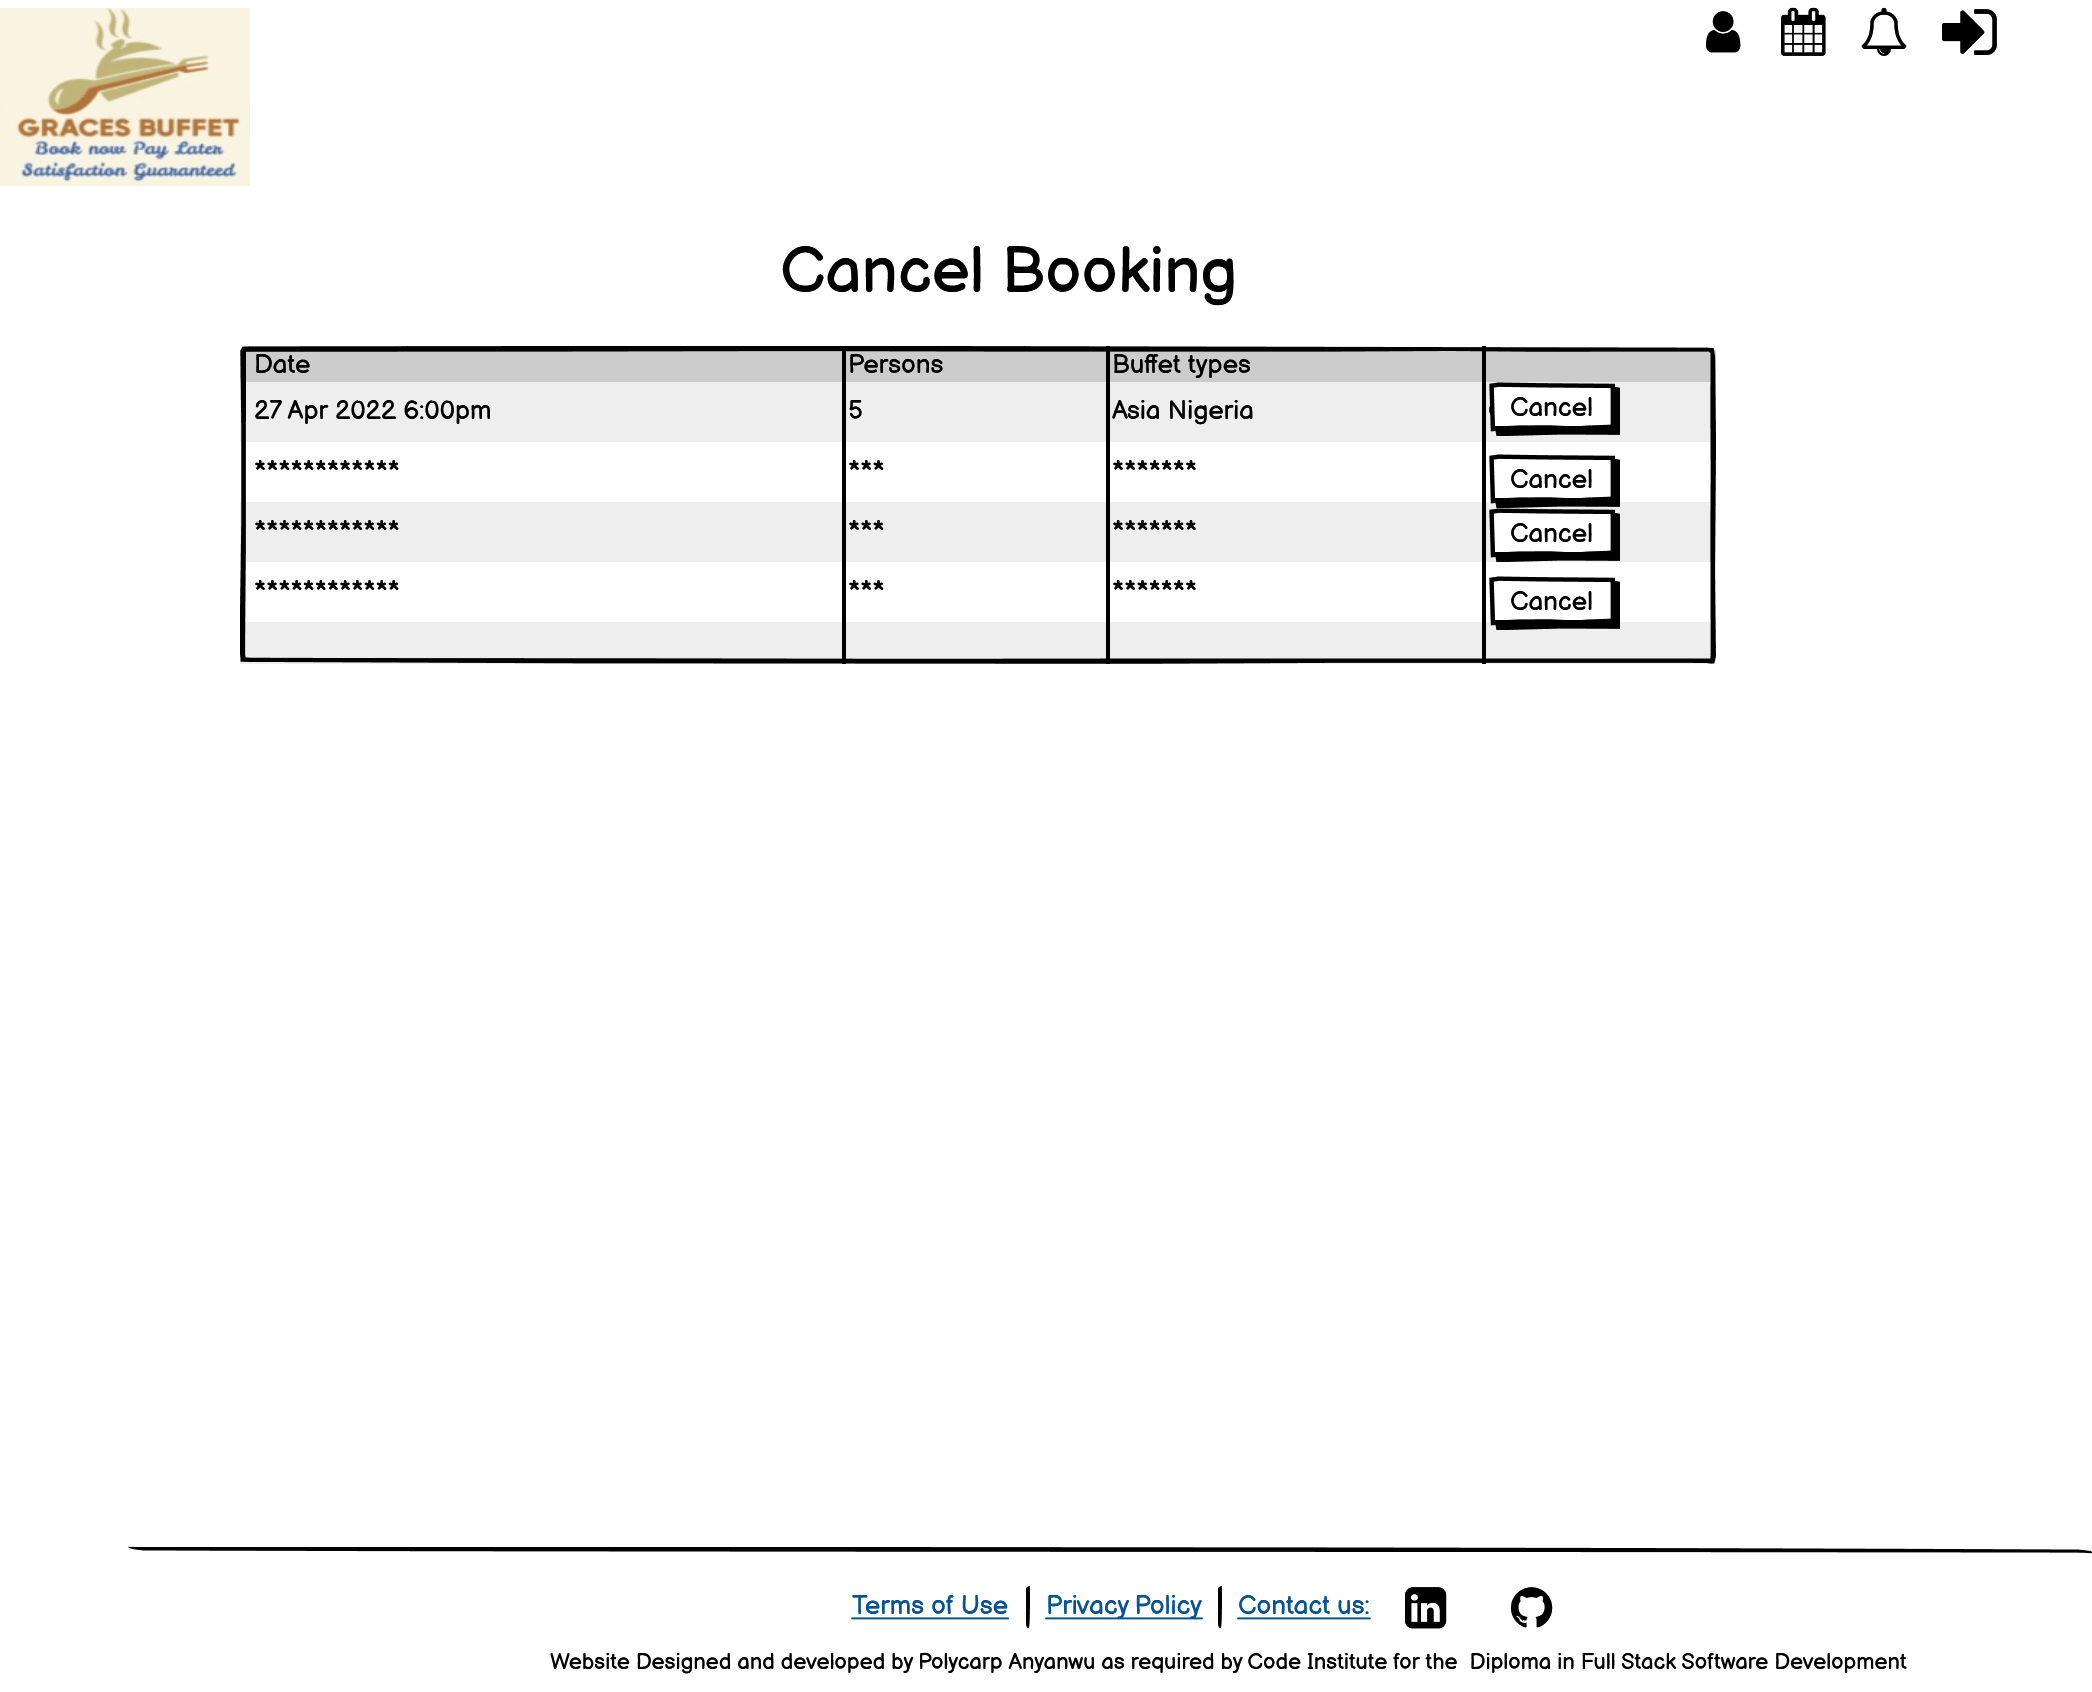 GRACES BUFFET
Book now Pay Later
Satisfaction Guaranteed
Cancel Booking
Date Persons Buffet types
27 Apr 2022 6:00pm 5 Asia Nigeria Cancel
************ *** ******* Cancel
************ *** ******* Cancel
************ *** ******* Cancel
Terms of Use | Privacy Policy | Contact us: in
Website Designed and developed by Polycarp Anyanwu as required by Code Institute for the Diploma in Full Stack Software Development